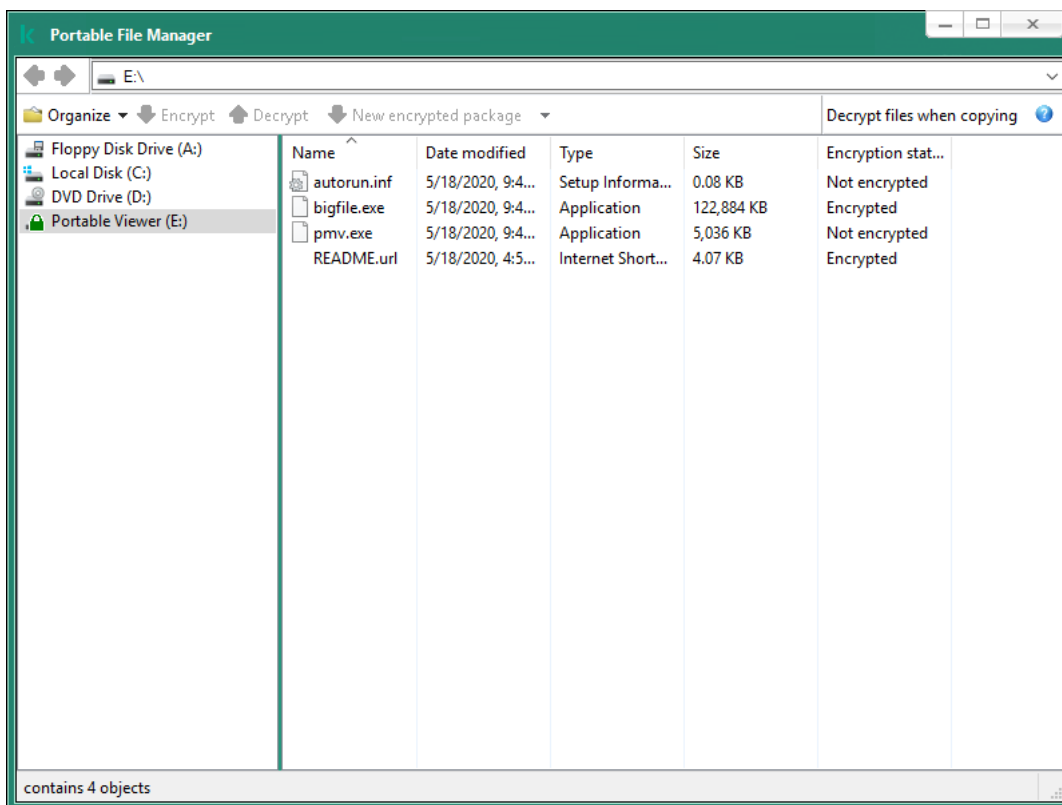 Portable File Manager
E:\
Organize Encrypt Decrypt New encrypted package Decrypt files when copying
Floppy Disk Drive (A:)
Local Disk (C:)
DVD Drive (D:)
Portable Viewer (E:)
Name Date modified Type Size Encryption stat...
autorun.inf 5/18/2020, 9:4... Setup Informa... 0.08 KB Not encrypted
bigfile.exe 5/18/2020, 9:4... Application 122,884 KB Encrypted
pmv.exe 5/18/2020, 9:4... Application 5,036 KB Not encrypted
README.url 5/18/2020, 4:5... Internet Short... 4.07 KB Encrypted
contains 4 objects